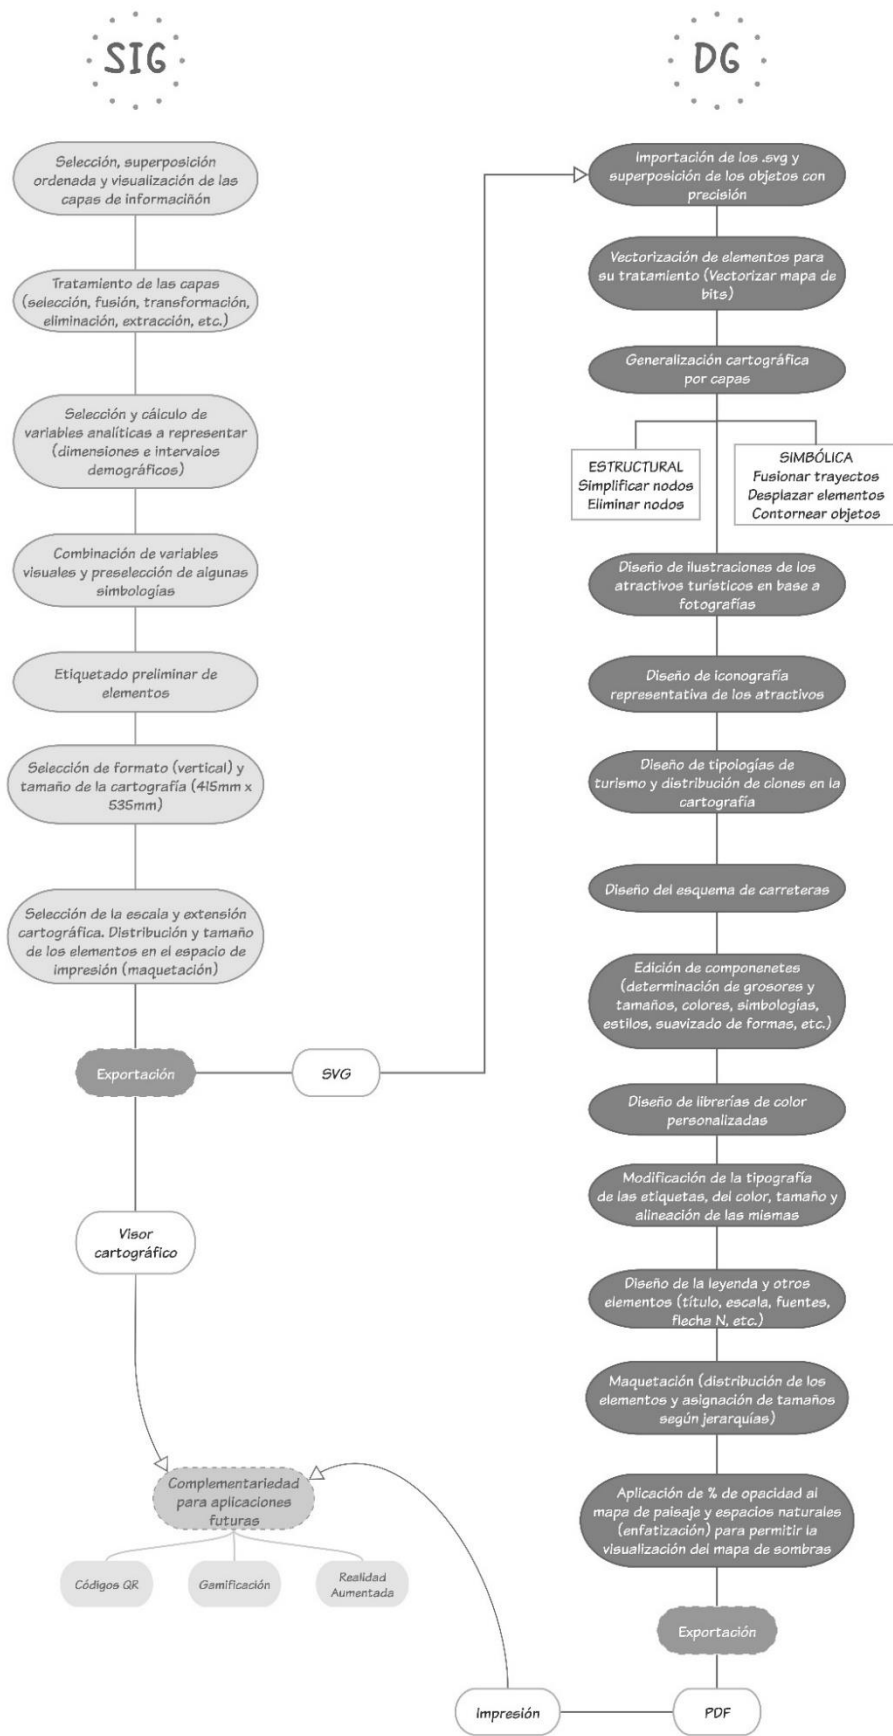 SIG
Selección, superposición
ordenada y visualización de las
capas de informaciñón
Tratamiento de las capas
(selección, fusión, transformación,
eliminación, extracción, etc.)
Selección y cálculo de
variables analíticas a representar
(dimensiones e intervalos
demográficos)
Combinación de variables
visuales y preselección de algunas
simbologías
Etiquetado preliminar de
elementos
Selección de formato (vertical) y
tamaño de la cartografía (415mm x
535mm)
Selección de la escala y extensión
cartográfica. Distribución y tamaño
de los elementos en el espacio de
impresión (maquetación)
Exportación
SVG
Visor
cartográfico
Complementariedad
para aplicaciones
futuras
Códigos QR
Gamificación
Realidad
Aumentada
DG
Importación de los .svg y
superposición de los objetos con
precisión
Vectorización de elementos para
su tratamiento (Vectorizar mapa de
bits)
Generalización cartográfica
por capas
ESTRUCTURAL
Simplificar nodos
Eliminar nodos
SIMBÓLICA
Fusionar trayectos
Desplazar elementos
Contornear objetos
Diseño de ilustraciones de los
atractivos turísticos en base a
fotografías
Diseño de iconografía
representativa de los atractivos
Diseño de tipologías de
turismo y distribución de clones en la
cartografía
Diseño del esquema de carreteras
Edición de componenetes
(determinación de grosores y
tamaños, colores, simbologías,
estilos, suavizado de formas, etc.)
Diseño de librerías de color
personalizadas
Modificación de la tipografía
de las etiquetas, del color, tamaño y
alineación de las mismas
Diseño de la leyenda y otros
elementos (título, escala, fuentes,
flecha N, etc.)
Maquetación (distribución de los
elementos y asignación de tamaños
según jerarquías)
Aplicación de % de opacidad al
mapa de paisaje y espacios naturales
(enfatización) para permitir la
visualización del mapa de sombras
Exportación
PDF
Impresión